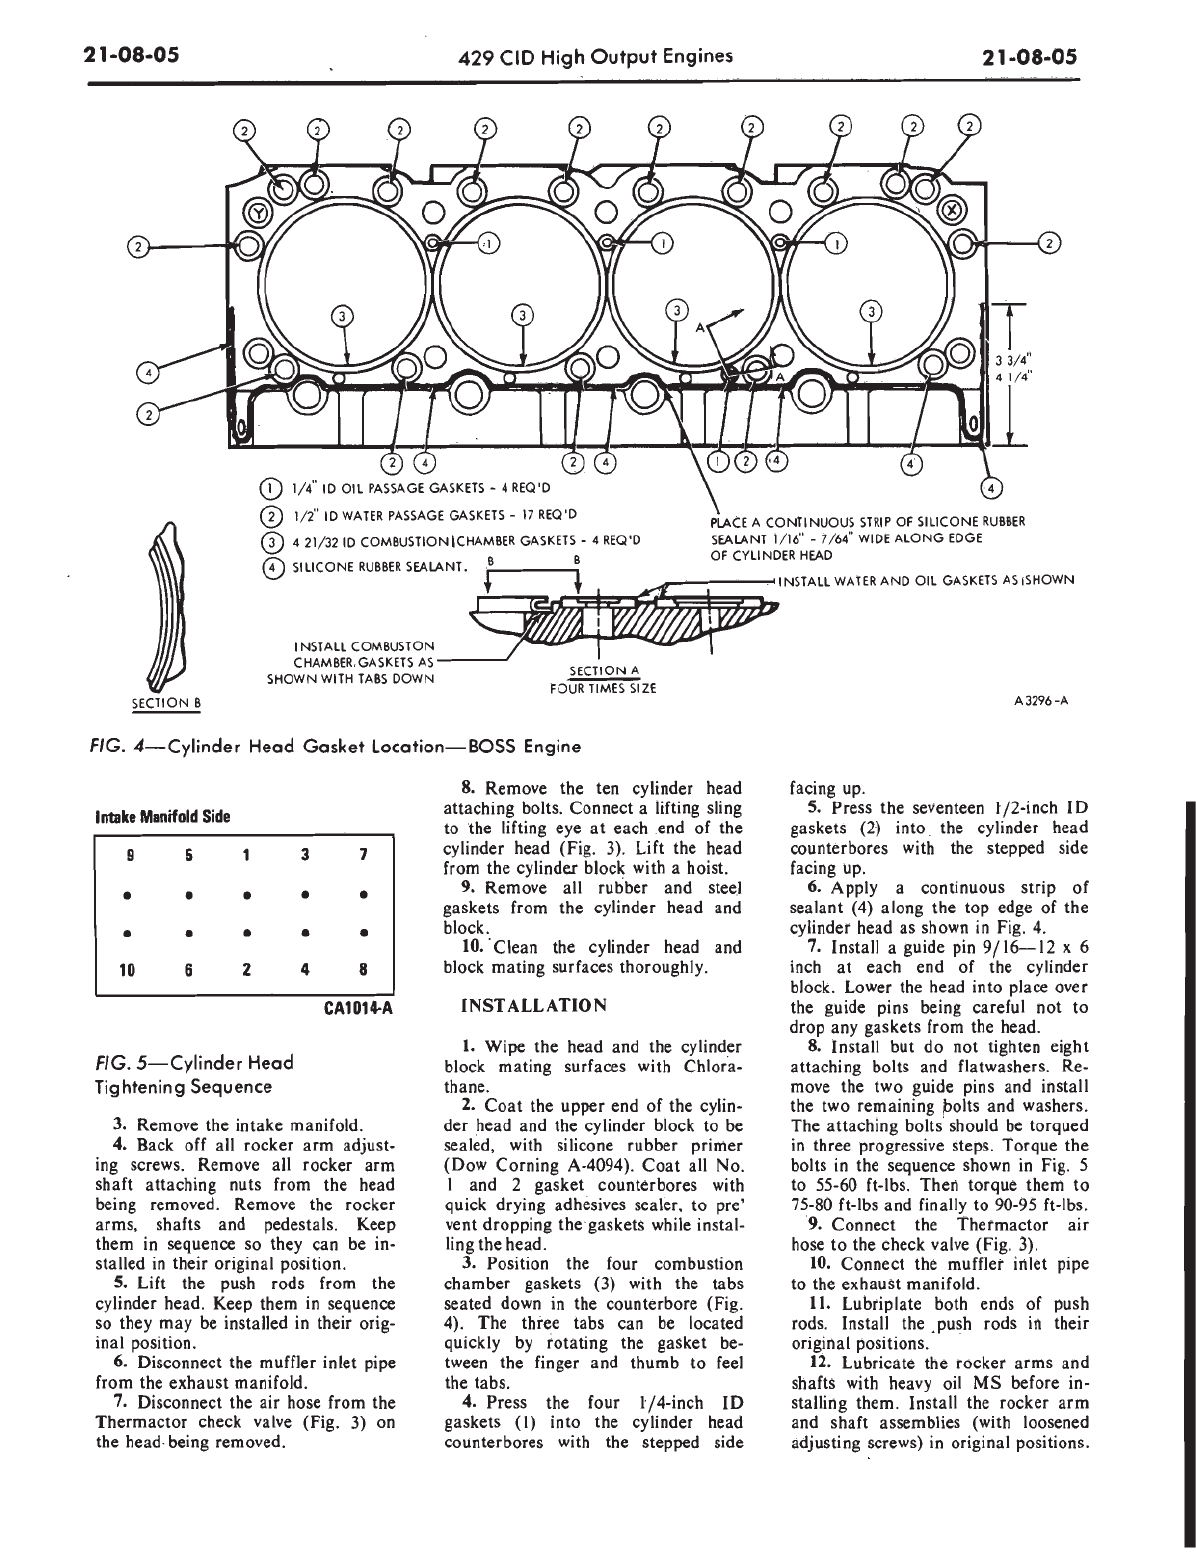 21-08-05
429 CID High Output Engines
21-08-05
2 2 2 2 2 2 2 2 2 2
Y
X
2
1
1
1
2
3
3
3
3
A
A
3 3/4"
4 1/4"
4
2
2 4 2 4 1 2 4 4
4
1 1/4" ID OIL PASSAGE GASKETS - 4 REQ'D
2 1/2" ID WATER PASSAGE GASKETS - 17 REQ'D
3 4 21/32 ID COMBUSTION CHAMBER GASKETS - 4 REQ'D
4 SILICONE RUBBER SEALANT.
PLACE A CONTINUOUS STRIP OF SILICONE RUBBER
SEALANT 1/16" - 7/64" WIDE ALONG EDGE
OF CYLINDER HEAD
B
B
INSTALL WATER AND OIL GASKETS AS SHOWN
INSTALL COMBUSTON
CHAMBER GASKETS AS
SHOWN WITH TABS DOWN
SECTION A
FOUR TIMES SIZE
SECTION B
A3296-A
FIG. 4—Cylinder Head Gasket Location—BOSS Engine
Intake Manifold Side
9 5 1 3 7
10 6 2 4 8
CA1014-A
FIG. 5—Cylinder Head
Tightening Sequence
3. Remove the intake manifold.
4. Back off all rocker arm adjust-
ing screws. Remove all rocker arm
shaft attaching nuts from the head
being removed. Remove the rocker
arms, shafts and pedestals. Keep
them in sequence so they can be in-
stalled in their original position.
5. Lift the push rods from the
cylinder head. Keep them in sequence
so they may be installed in their orig-
inal position.
6. Disconnect the muffler inlet pipe
from the exhaust manifold.
7. Disconnect the air hose from the
Thermactor check valve (Fig. 3) on
the head being removed.
8. Remove the ten cylinder head
attaching bolts. Connect a lifting sling
to the lifting eye at each end of the
cylinder head (Fig. 3). Lift the head
from the cylinder block with a hoist.
9. Remove all rubber and steel
gaskets from the cylinder head and
block.
10. Clean the cylinder head and
block mating surfaces thoroughly.
INSTALLATION
1. Wipe the head and the cylinder
block mating surfaces with Chlora-
thane.
2. Coat the upper end of the cylin-
der head and the cylinder block to be
sealed, with silicone rubber primer
(Dow Corning A-4094). Coat all No.
1 and 2 gasket counterbores with
quick drying adhesives sealer, to pre'
vent dropping the gaskets while instal-
ling the head.
3. Position the four combustion
chamber gaskets (3) with the tabs
seated down in the counterbore (Fig.
4). The three tabs can be located
quickly by rotating the gasket be-
tween the finger and thumb to feel
the tabs.
4. Press the four 1/4-inch ID
gaskets (1) into the cylinder head
counterbores with the stepped side
facing up.
5. Press the seventeen 1/2-inch ID
gaskets (2) into the cylinder head
counterbores with the stepped side
facing up.
6. Apply a continuous strip of
sealant (4) along the top edge of the
cylinder head as shown in Fig. 4.
7. Install a guide pin 9/16—12 x 6
inch at each end of the cylinder
block. Lower the head into place over
the guide pins being careful not to
drop any gaskets from the head.
8. Install but do not tighten eight
attaching bolts and flatwashers. Re-
move the two guide pins and install
the two remaining bolts and washers.
The attaching bolts should be torqued
in three progressive steps. Torque the
bolts in the sequence shown in Fig. 5
to 55-60 ft-lbs. Then torque them to
75-80 ft-lbs and finally to 90-95 ft-lbs.
9. Connect the Thermactor air
hose to the check valve (Fig. 3).
10. Connect the muffler inlet pipe
to the exhaust manifold.
11. Lubriplate both ends of push
rods. Install the push rods in their
original positions.
12. Lubricate the rocker arms and
shafts with heavy oil MS before in-
stalling them. Install the rocker arm
and shaft assemblies (with loosened
adjusting screws) in original positions.